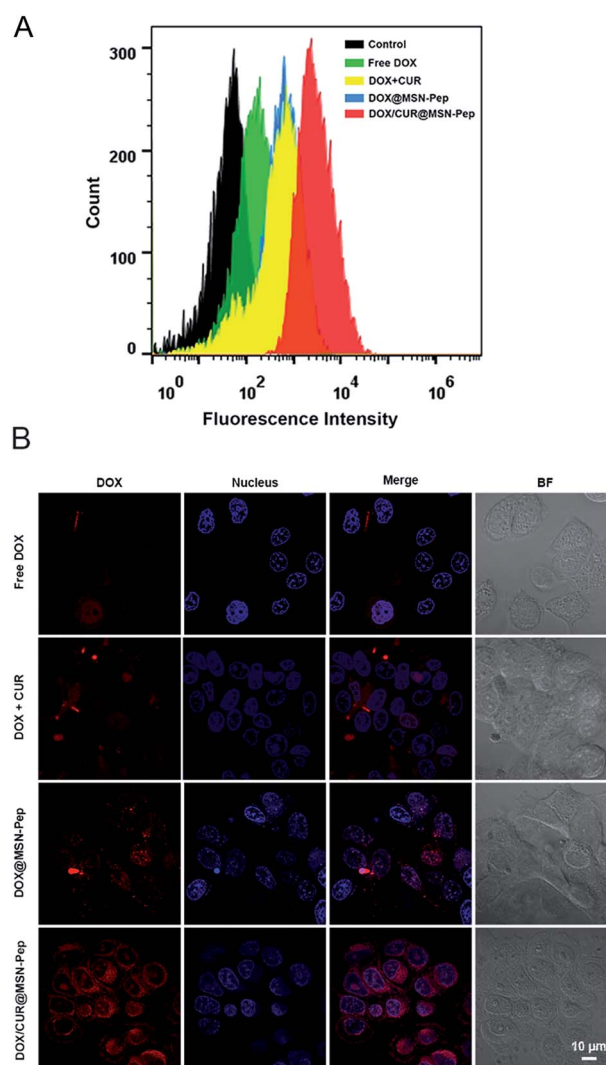 A
300
200
100
0
Count
Control
Free DOX
DOX+CUR
DOX@MSN-Pep
DOX/CUR@MSN-Pep
10^0 10^2 10^4 10^6
Fluorescence Intensity
B
DOX Nucleus Merge BF
Free DOX
DOX + CUR
DOX@MSN-Pep
DOX/CUR@MSN-Pep
10 µm